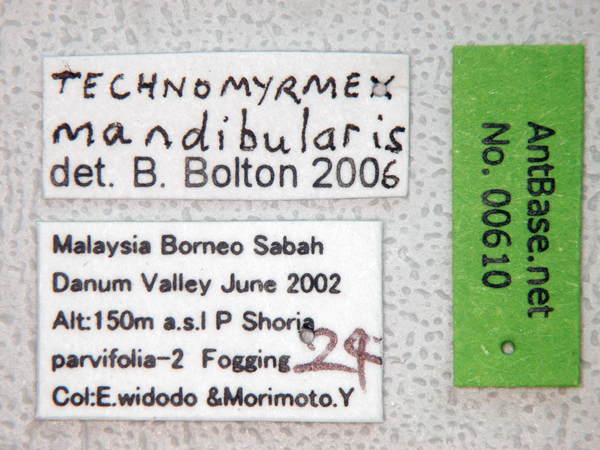 TECHNOMYRMEX
mandibularis
det. B. Bolton 2006
Malaysia Borneo Sabah
Danum Valley June 2002
Alt:150m a.s.l P Shoria
parvifolia-2 Fogging 24
Col:E.widodo &Morimoto.Y
AntBase.net
No. 00610